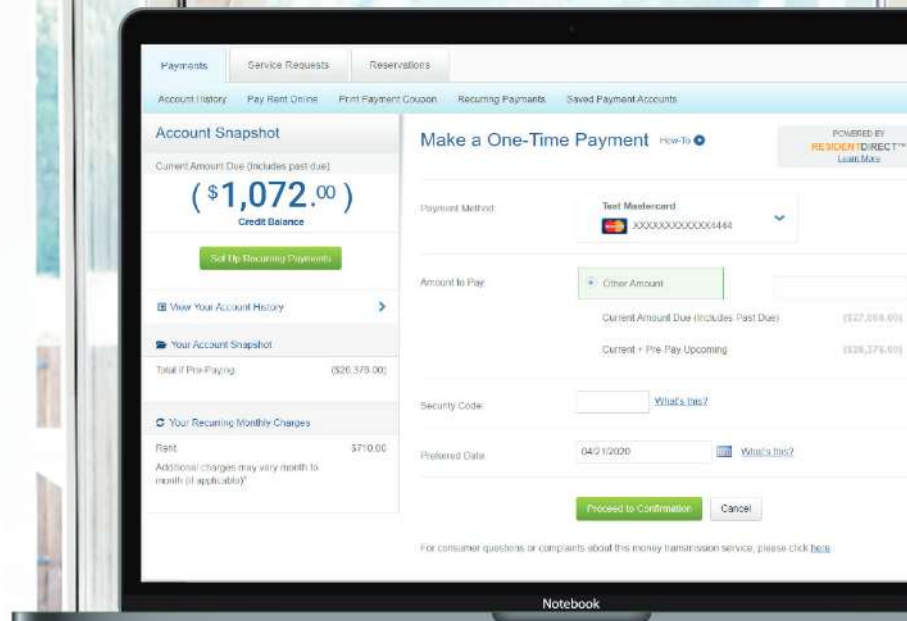 Payments Service Requests Reservations
Account History Pay Rent Online Print Payment Coupon Recurring Payments Saved Payment Accounts
Account Snapshot
Current Amount Due (Includes past due)
($1,072.00)
Credit Balance
Set Up Recurring Payments
View Your Account History
Your Account Snapshot
Total if Pre-Paying ($26,376.00)
Your Recurring Monthly Charges
Rent $710.00
Additional charges may vary month to
month (if applicable)*
Make a One-Time Payment How-To
POWERED BY
RESIDENTDIRECT™
Learn More
Payment Method:
Test Mastercard
XXXXXXXXXXXX4444
Amount to Pay:
Other Amount
Current Amount Due (Includes Past Due)
Current + Pre-Pay Upcoming
Security Code: What's this?
Preferred Date: 04/21/2020 What's this?
Proceed to Confirmation Cancel
For consumer questions or complaints about this money transmission service, please click here
Notebook